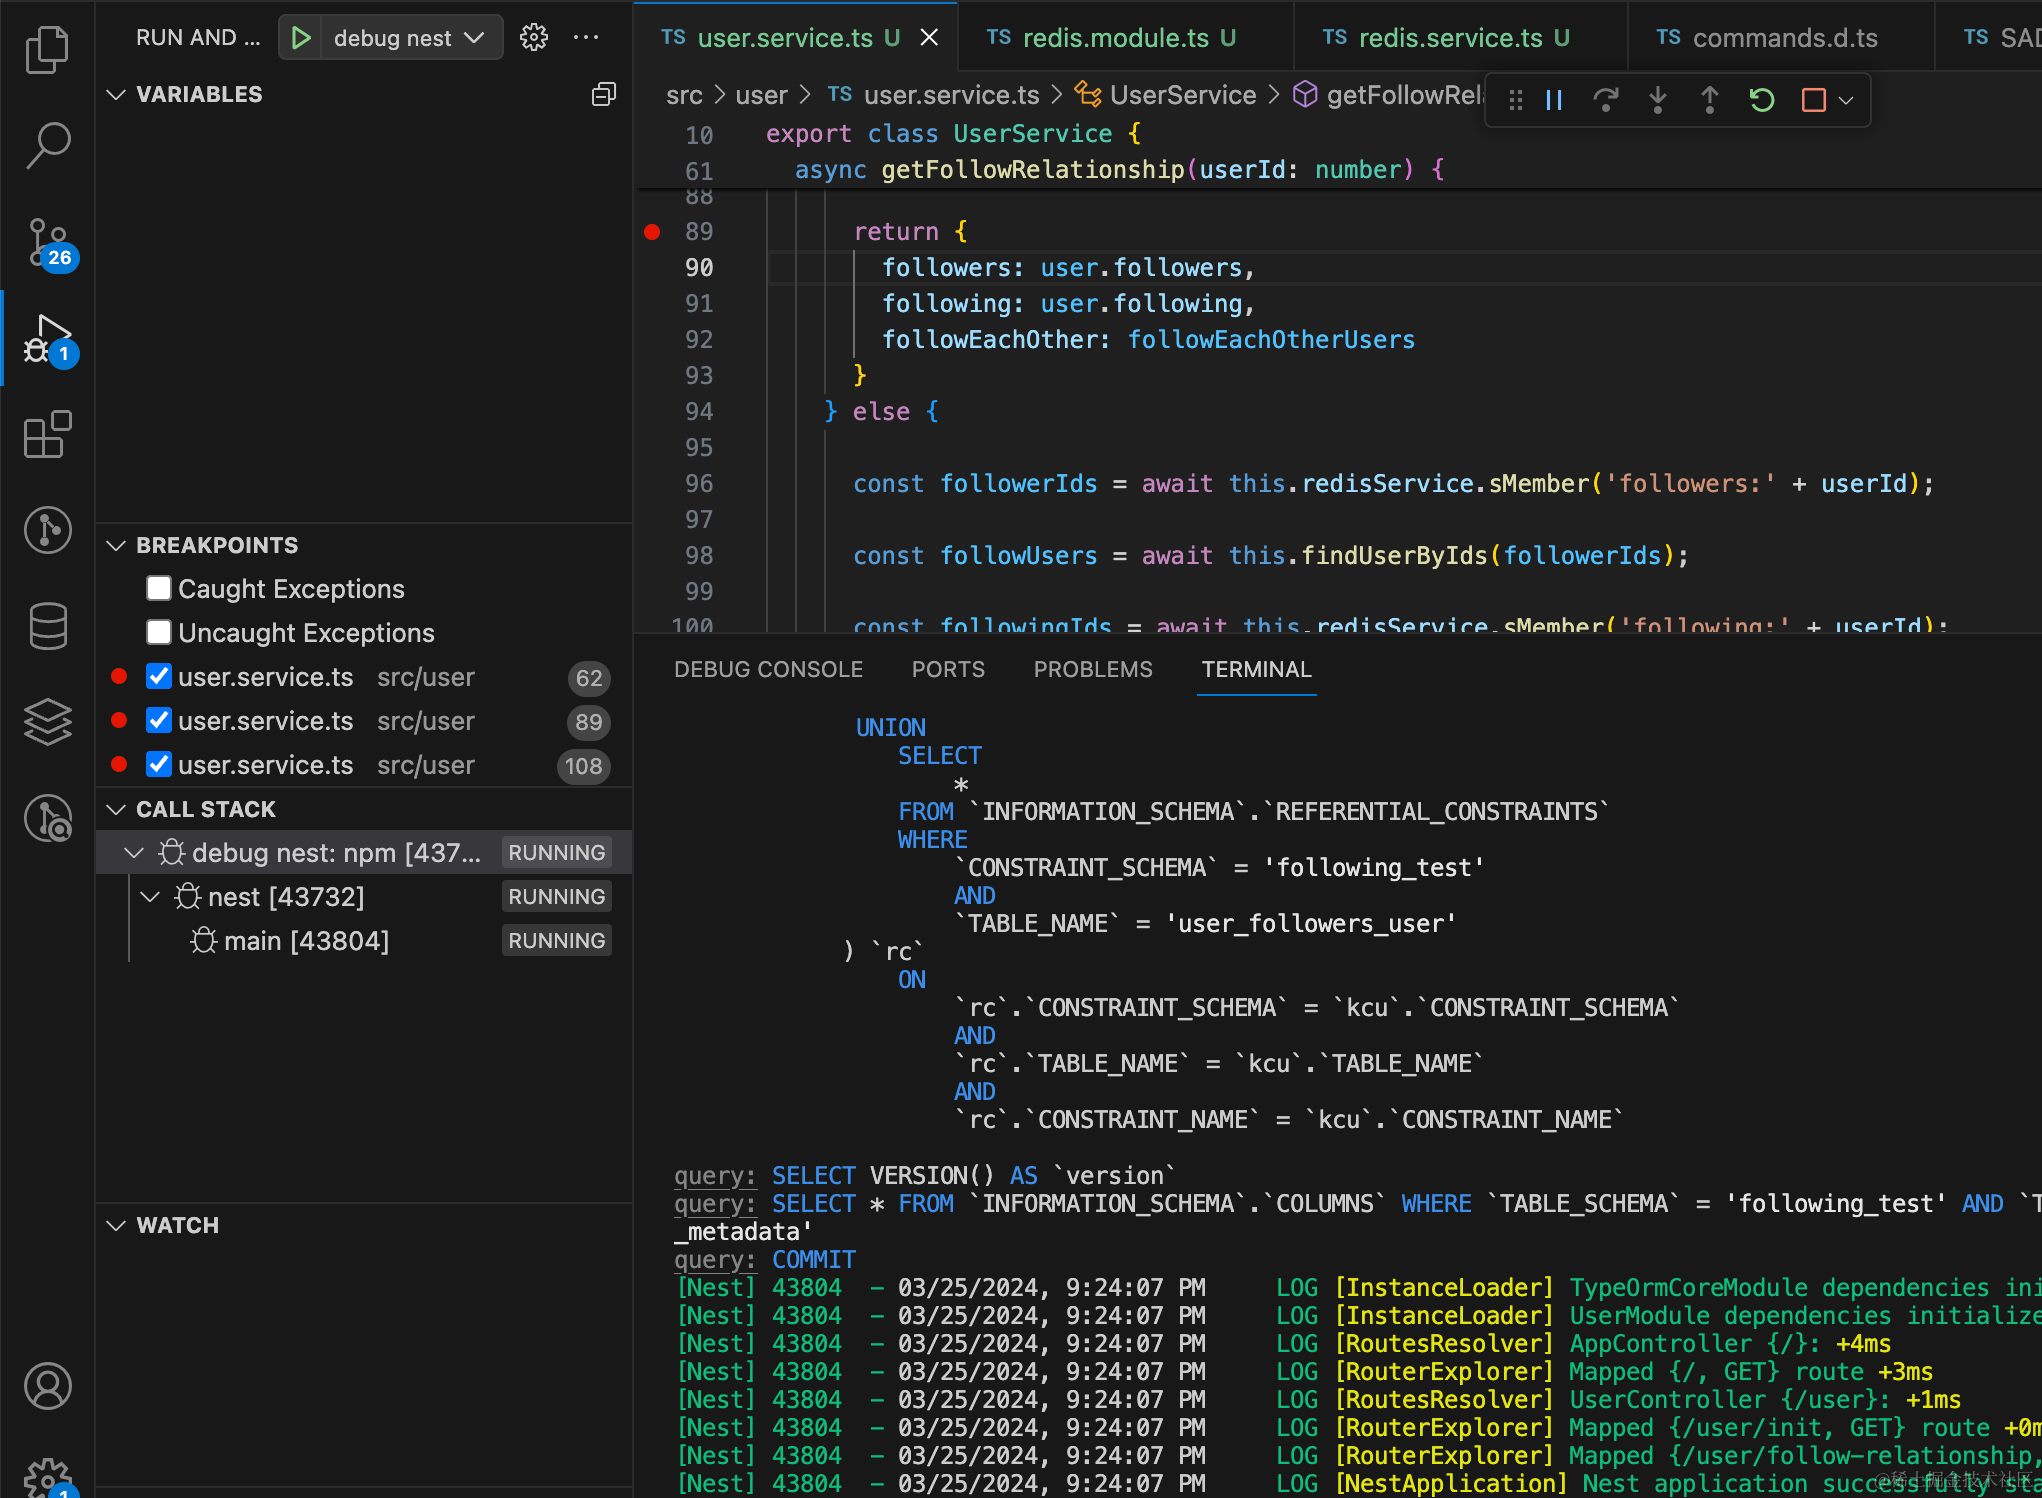 RUN AND ...
debug nest
VARIABLES
26
1
BREAKPOINTS
Caught Exceptions
Uncaught Exceptions
user.service.ts src/user 62
user.service.ts src/user 89
user.service.ts src/user 108
CALL STACK
debug nest: npm [437... RUNNING
nest [43732] RUNNING
main [43804] RUNNING
WATCH
1
TS user.service.ts U
TS redis.module.ts U
TS redis.service.ts U
TS commands.d.ts
TS SAD
src > user > TS user.service.ts > UserService > getFollowRel
10 export class UserService {
61 async getFollowRelationship(userId: number) {
88
89 return {
90 followers: user.followers,
91 following: user.following,
92 followEachOther: followEachOtherUsers
93 }
94 } else {
95
96 const followerIds = await this.redisService.sMember('followers:' + userId);
97
98 const followUsers = await this.findUserByIds(followerIds);
99
100 const followingIds = await this.redisService.sMember('following:' + userId);
DEBUG CONSOLE PORTS PROBLEMS TERMINAL
UNION
SELECT
*
FROM `INFORMATION_SCHEMA`.`REFERENTIAL_CONSTRAINTS`
WHERE
`CONSTRAINT_SCHEMA` = 'following_test'
AND
`TABLE_NAME` = 'user_followers_user'
) `rc`
ON
`rc`.`CONSTRAINT_SCHEMA` = `kcu`.`CONSTRAINT_SCHEMA`
AND
`rc`.`TABLE_NAME` = `kcu`.`TABLE_NAME`
AND
`rc`.`CONSTRAINT_NAME` = `kcu`.`CONSTRAINT_NAME`
query: SELECT VERSION() AS `version`
query: SELECT * FROM `INFORMATION_SCHEMA`.`COLUMNS` WHERE `TABLE_SCHEMA` = 'following_test' AND `T
_metadata'
query: COMMIT
[Nest] 43804 - 03/25/2024, 9:24:07 PM LOG [InstanceLoader] TypeOrmCoreModule dependencies ini
[Nest] 43804 - 03/25/2024, 9:24:07 PM LOG [InstanceLoader] UserModule dependencies initialize
[Nest] 43804 - 03/25/2024, 9:24:07 PM LOG [RoutesResolver] AppController {/}: +4ms
[Nest] 43804 - 03/25/2024, 9:24:07 PM LOG [RouterExplorer] Mapped {/, GET} route +3ms
[Nest] 43804 - 03/25/2024, 9:24:07 PM LOG [RoutesResolver] UserController {/user}: +1ms
[Nest] 43804 - 03/25/2024, 9:24:07 PM LOG [RouterExplorer] Mapped {/user/init, GET} route +0m
[Nest] 43804 - 03/25/2024, 9:24:07 PM LOG [RouterExplorer] Mapped {/user/follow-relationship,
[Nest] 43804 - 03/25/2024, 9:24:07 PM LOG [NestApplication] Nest application successfully sta
@稀土掘金技术社区